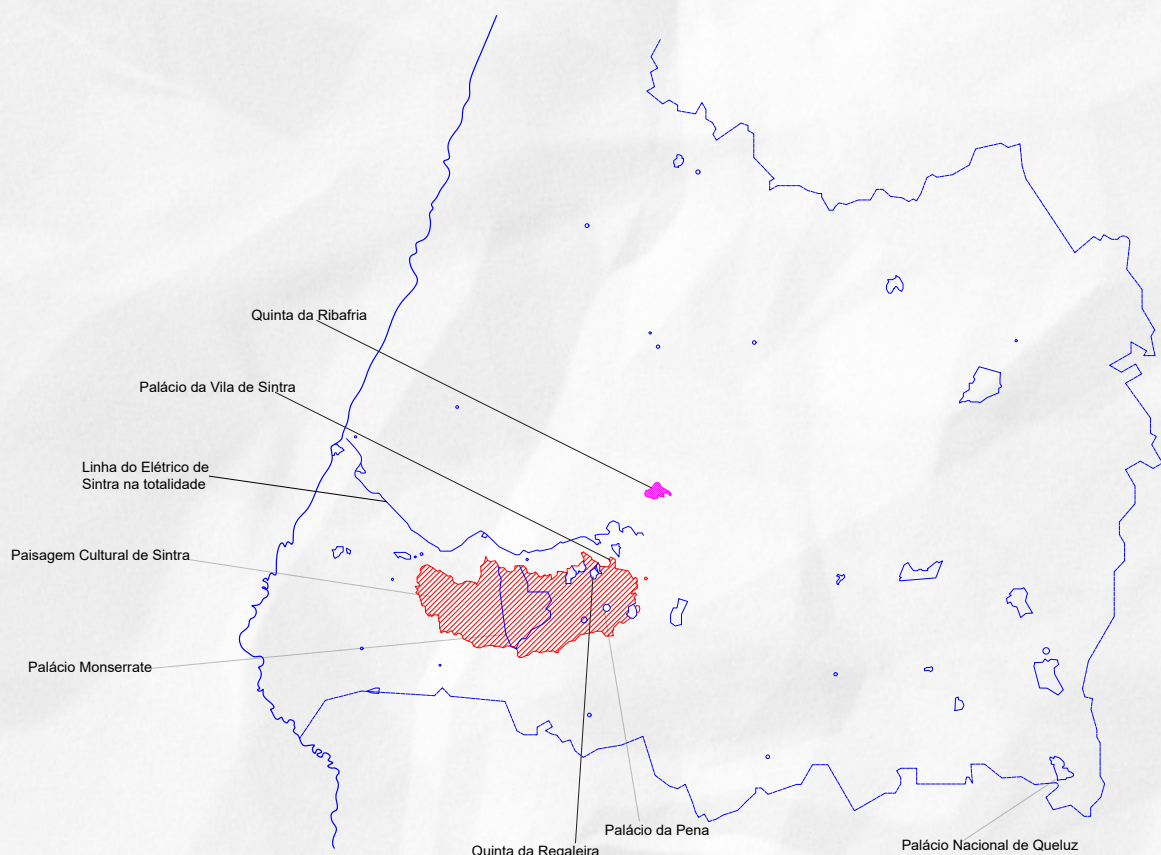 Quinta da Ribafria
Palácio da Vila de Sintra
Linha do Elétrico de
Sintra na totalidade
Paisagem Cultural de Sintra
Palácio Monserrate
Palácio da Pena
Quinta da Regaleira
Palácio Nacional de Queluz